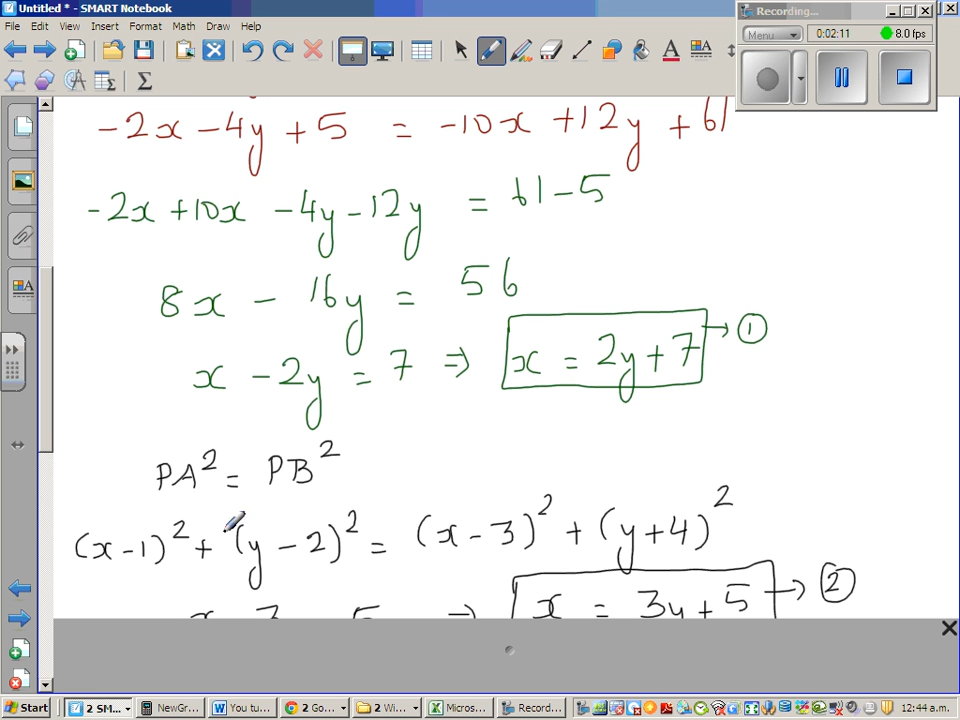 Untitled * - SMART Notebook
Recording...
File Edit View Insert Format Math Draw Help
Menu 0:02:11 8.0 fps
-2x -4y +5 = -10x +12y + 61
-2x +10x -4y -12y = 61 - 5
8x - 16y = 56
x - 2y = 7 ⇒ x = 2y + 7 → ①
PA² = PB²
(x-1)² + (y-2)² = (x-3)² + (y+4)²
⇒ x = 3y + 5 → ②
Start 2 SM... NewGr... You tu... 2 Go... 2 Wi... Micros... Record... 12:44 a.m.